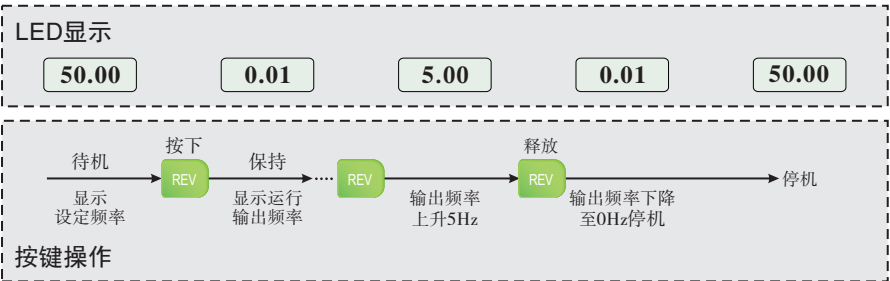 LED显示
50.00 0.01 5.00 0.01 50.00
按下 释放
待机 保持
REV ···· REV REV 停机
显示 显示运行 输出频率 输出频率下降
设定频率 输出频率 上升5Hz 至0Hz停机
按键操作